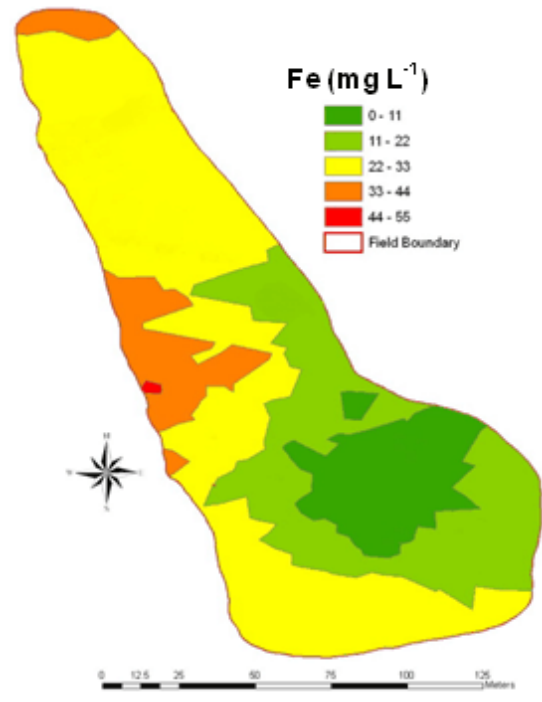 Fe (mg L-1)
0 - 11
11 - 22
22 - 33
33 - 44
44 - 55
Field Boundary
N
W E
S
0 12.5 25 50 75 100 125
Meters